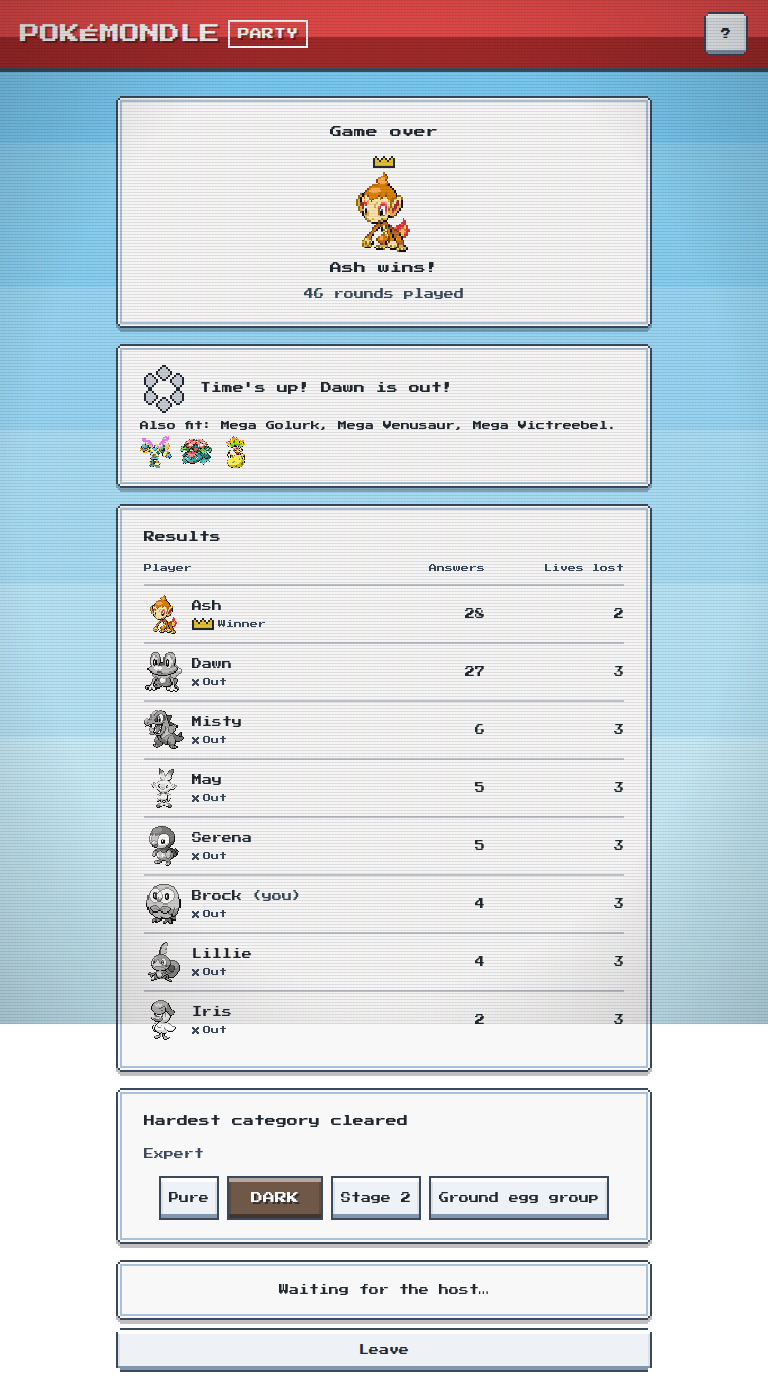 POKéMONDLE PARTY ?
Game over
Ash wins!
46 rounds played
Time's up! Dawn is out!
Also fit: Mega Golurk, Mega Venusaur, Mega Victreebel.
Results
Player Answers Lives lost
Ash 28 2
Winner
Dawn 27 3
x Out
Misty 6 3
x Out
May 5 3
x Out
Serena 5 3
x Out
Brock (you) 4 3
x Out
Lillie 4 3
x Out
Iris 2 3
x Out
Hardest category cleared
Expert
Pure DARK Stage 2 Ground egg group
Waiting for the host…
Leave